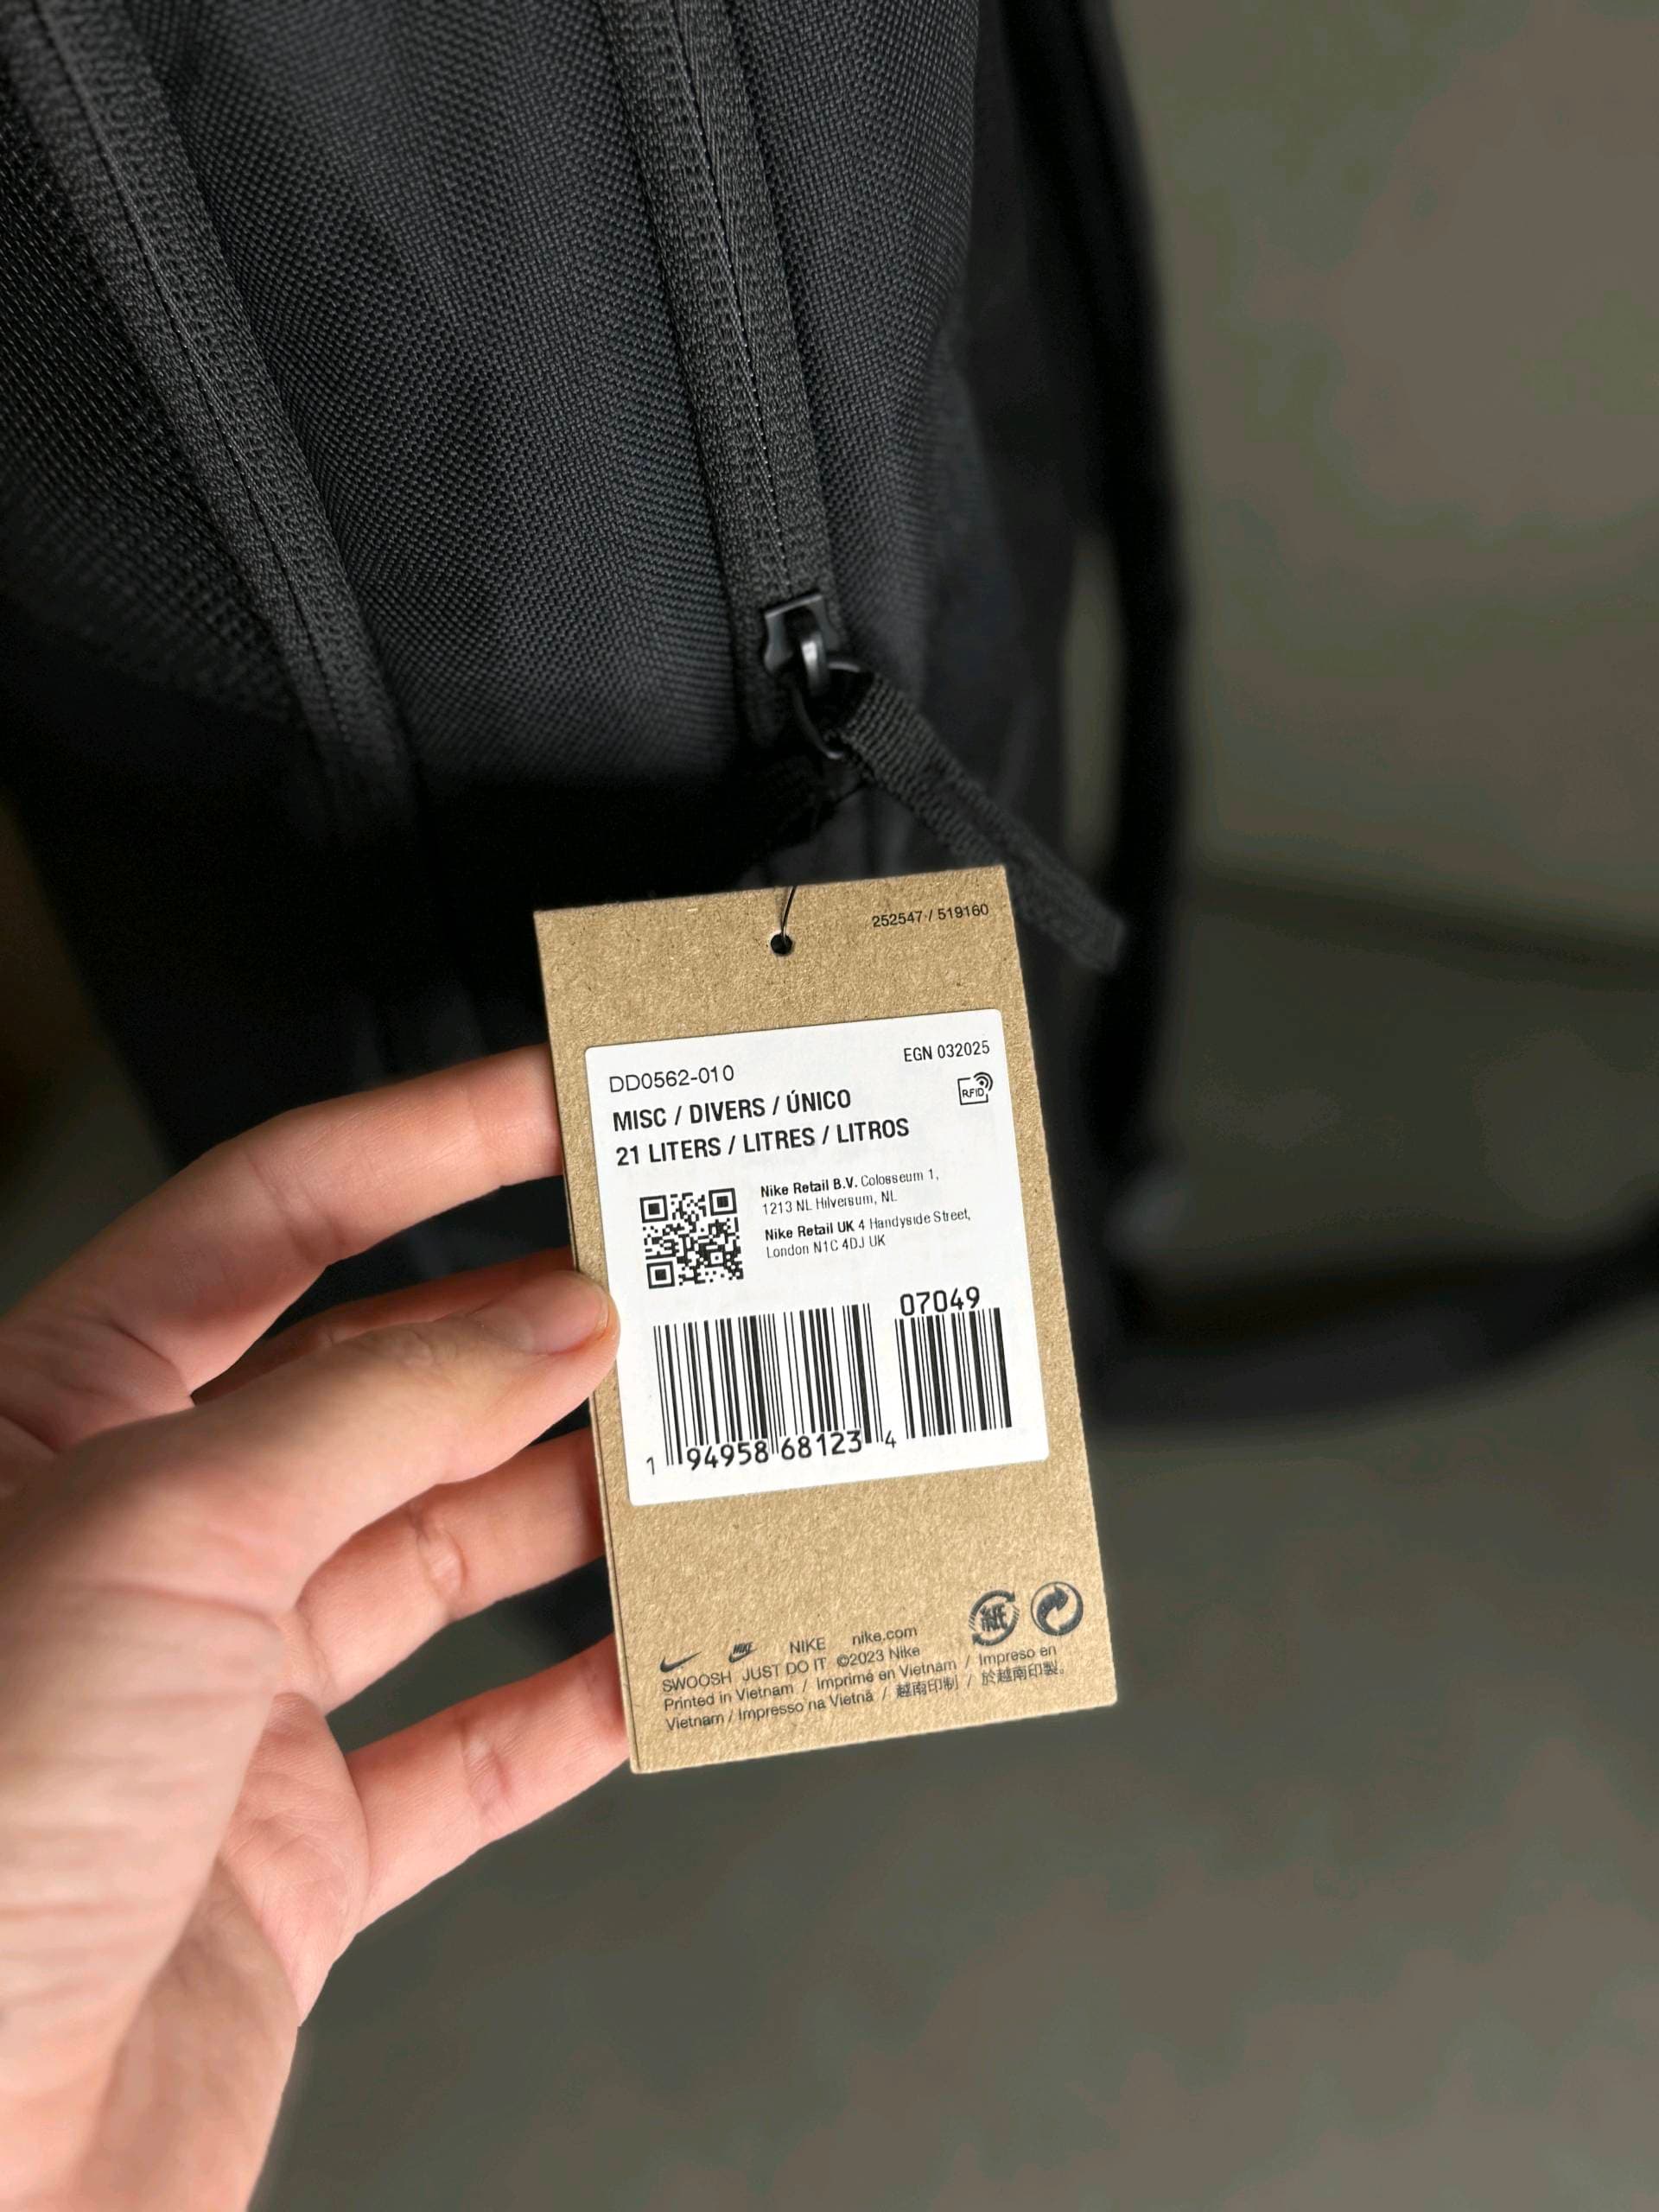 252547 / 519160
EGN 032025
DD0562-010
RFID
MISC / DIVERS / ÚNICO
21 LITERS / LITRES / LITROS
Nike Retail B.V. Colosseum 1,
1213 NL Hilversum, NL
Nike Retail UK 4 Handyside Street,
London N1C 4DJ UK
07049
1 94958 68123 4
NIKE NIKE nike.com
SWOOSH JUST DO IT ©2023 Nike
Printed in Vietnam / Imprimé en Vietnam / Impreso en
Vietnam / Impresso na Vietnã / 越南印制 / 於越南印製。